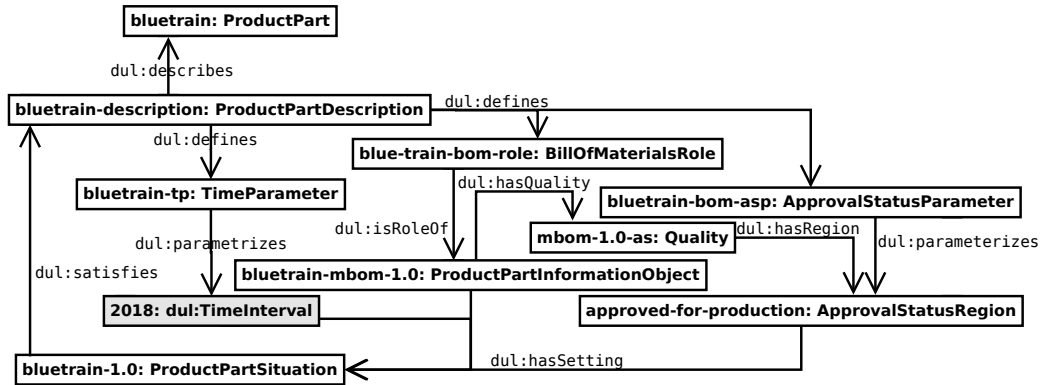 bluetrain: ProductPart
dul:describes
bluetrain-description: ProductPartDescription
dul:defines
dul:defines
blue-train-bom-role: BillOfMaterialsRole
dul:hasQuality
bluetrain-tp: TimeParameter
bluetrain-bom-asp: ApprovalStatusParameter
dul:isRoleOf
mbom-1.0-as: Quality
dul:hasRegion
dul:parametrizes
dul:parameterizes
dul:satisfies
bluetrain-mbom-1.0: ProductPartInformationObject
2018: dul:TimeInterval
approved-for-production: ApprovalStatusRegion
dul:hasSetting
bluetrain-1.0: ProductPartSituation